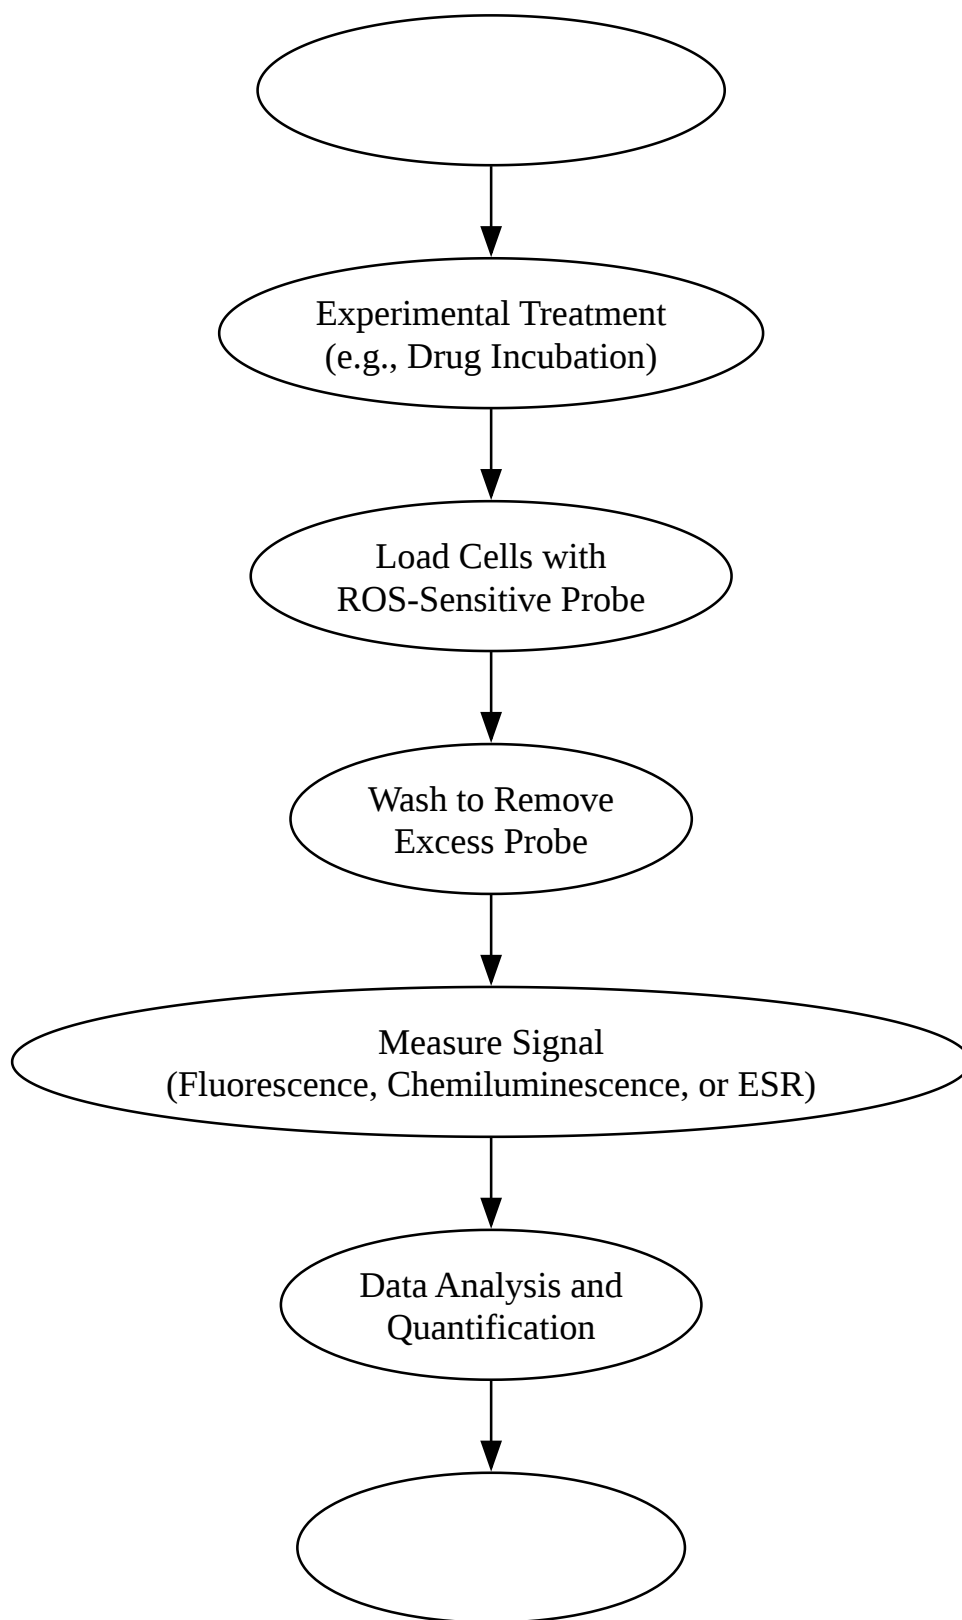 Experimental Treatment
(e.g., Drug Incubation)
Load Cells with
ROS-Sensitive Probe
Wash to Remove
Excess Probe
Measure Signal
(Fluorescence, Chemiluminescence, or ESR)
Data Analysis and
Quantification